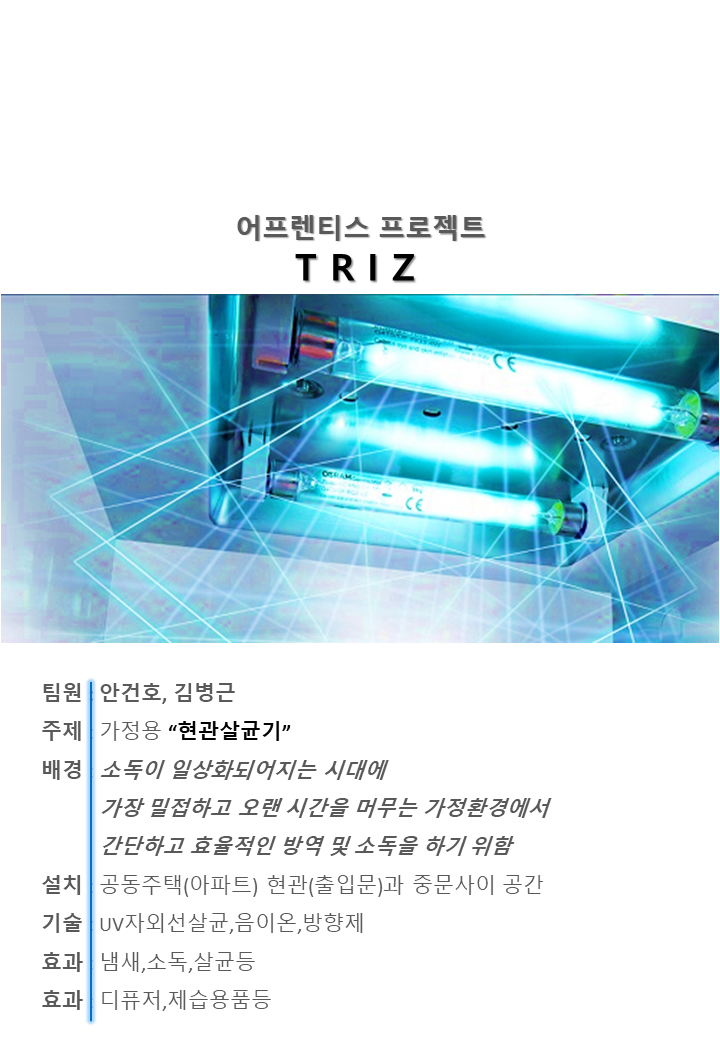 어프렌티스 프로젝트
TRIZ
CE
OSRAM
CE
팀원 : 안건호, 김병근
주제 : 가정용 “현관살균기”
배경 : 소독이 일상화되어지는 시대에
가장 밀접하고 오랜 시간을 머무는 가정환경에서
간단하고 효율적인 방역 및 소독을 하기 위함
설치 : 공동주택(아파트) 현관(출입문)과 중문사이 공간
기술 : UV자외선살균,음이온,방향제
효과 : 냄새,소독,살균등
효과 : 디퓨저,제습용품등